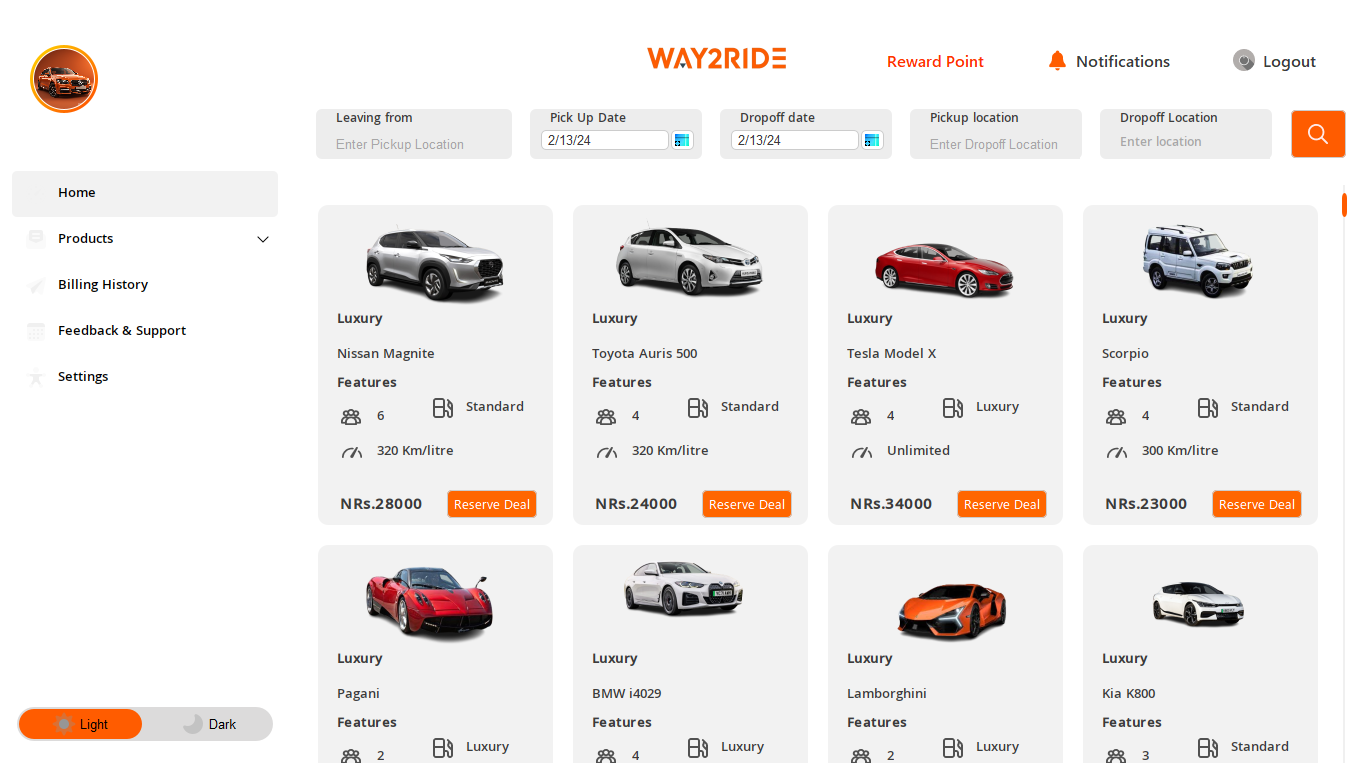 WAY2RIDE
Reward Point
Notifications
Logout
Leaving from
Enter Pickup Location
Pick Up Date
2/13/24
Dropoff date
2/13/24
Pickup location
Enter Dropoff Location
Dropoff Location
Enter location
Home
Products
Billing History
Feedback & Support
Settings
Luxury
Nissan Magnite
Features
6
Standard
320 Km/litre
NRs.28000
Reserve Deal
Luxury
Toyota Auris 500
Features
4
Standard
320 Km/litre
NRs.24000
Reserve Deal
Luxury
Tesla Model X
Features
4
Luxury
Unlimited
NRs.34000
Reserve Deal
Luxury
Scorpio
Features
4
Standard
300 Km/litre
NRs.23000
Reserve Deal
Luxury
Pagani
Features
2
Luxury
Luxury
BMW i4029
Features
4
Luxury
Luxury
Lamborghini
Features
2
Luxury
Luxury
Kia K800
Features
3
Standard
Light
Dark